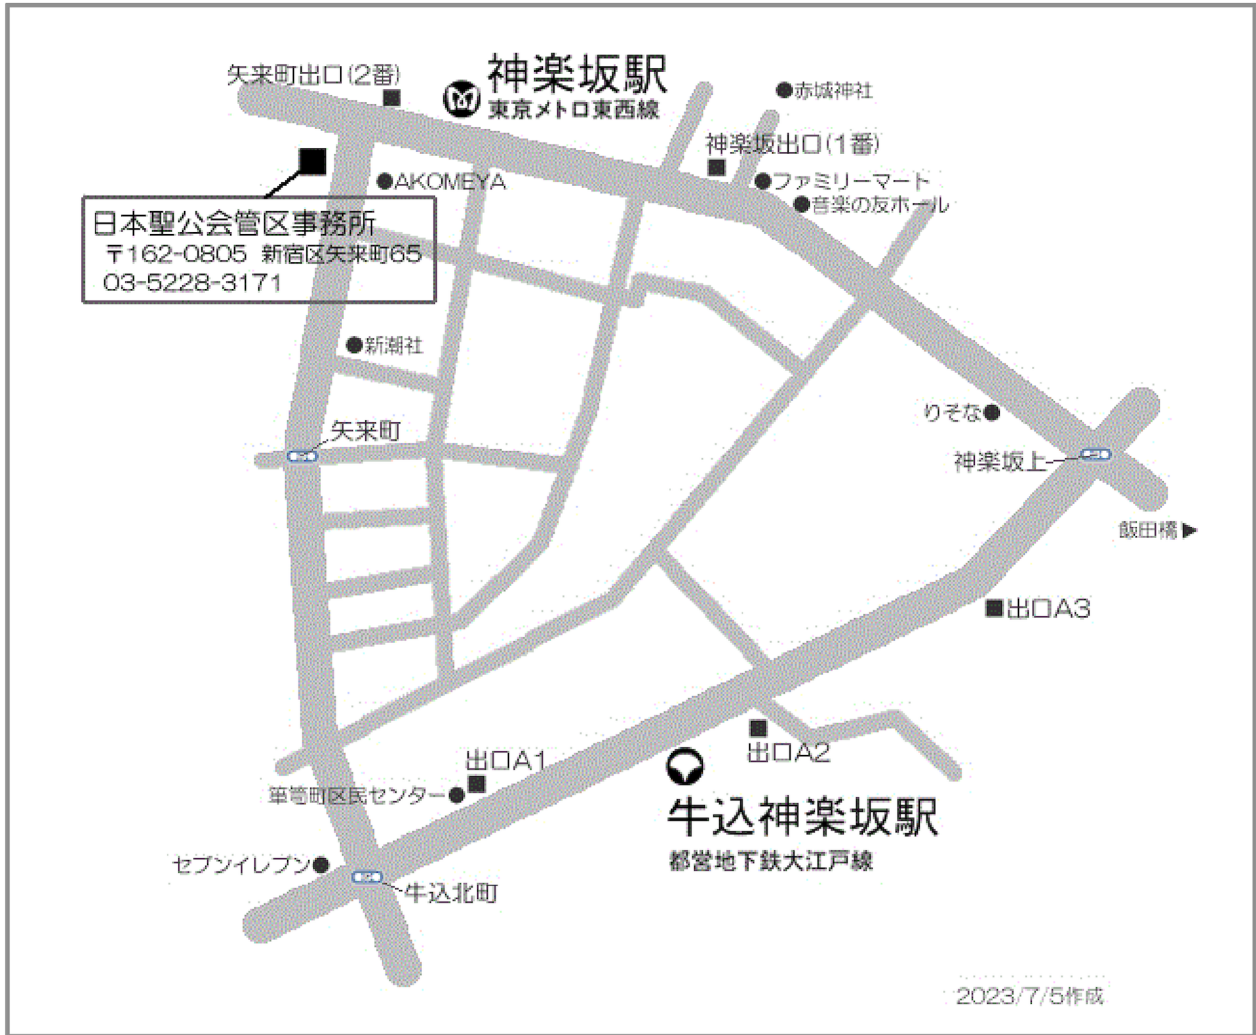 矢来町出口(2番)
神楽坂駅
東京メトロ東西線
赤城神社
神楽坂出口(1番)
AKOMEYA
ファミリーマート
音楽の友ホール
日本聖公会管区事務所
〒162-0805 新宿区矢来町65
03-5228-3171
新潮社
りそな
矢来町
神楽坂上
飯田橋▶
出口A3
出口A1
出口A2
箪笥町区民センター
牛込神楽坂駅
都営地下鉄大江戸線
セブンイレブン
牛込北町
2023/7/5作成